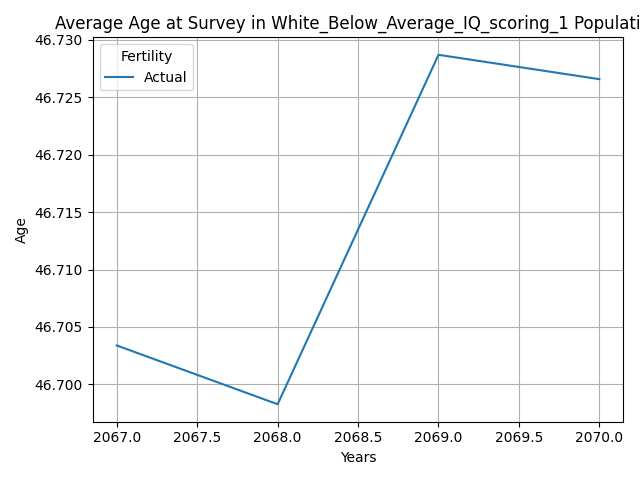 Average Age at Survey in White_Below_Average_IQ_scoring_1 Populati
46.730
46.725
46.720
46.715
46.710
46.705
46.700
Age
Fertility
Actual
2067.0 2067.5 2068.0 2068.5 2069.0 2069.5 2070.0
Years